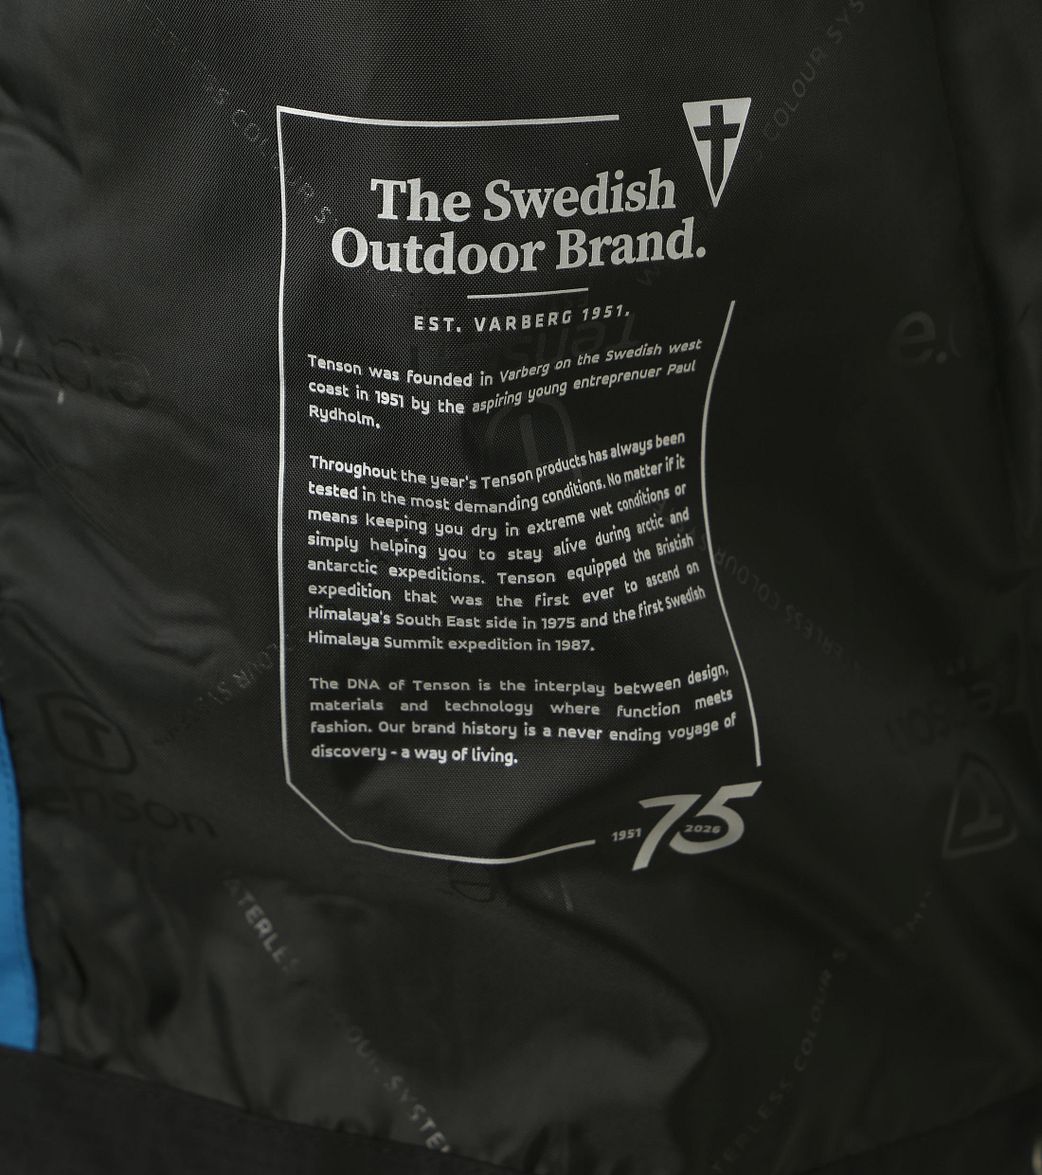 The Swedish
Outdoor Brand.
EST. VARBERG 1951.
Tenson was founded in Varberg on the Swedish west
coast in 1951 by the aspiring young entreprenuer Paul
Rydholm.
Throughout the year's Tenson products has always been
tested in the most demanding conditions. No matter if it
means keeping you dry in extreme wet conditions or
simply helping you to stay alive during arctic and
antarctic expeditions. Tenson equipped the Bristish
expedition that was the first ever to ascend on
Himalaya's South East side in 1975 and the first Swedish
Himalaya Summit expedition in 1987.
The DNA of Tenson is the interplay between design,
materials and technology where function meets
fashion. Our brand history is a never ending voyage of
discovery - a way of living.
1951 75 2026